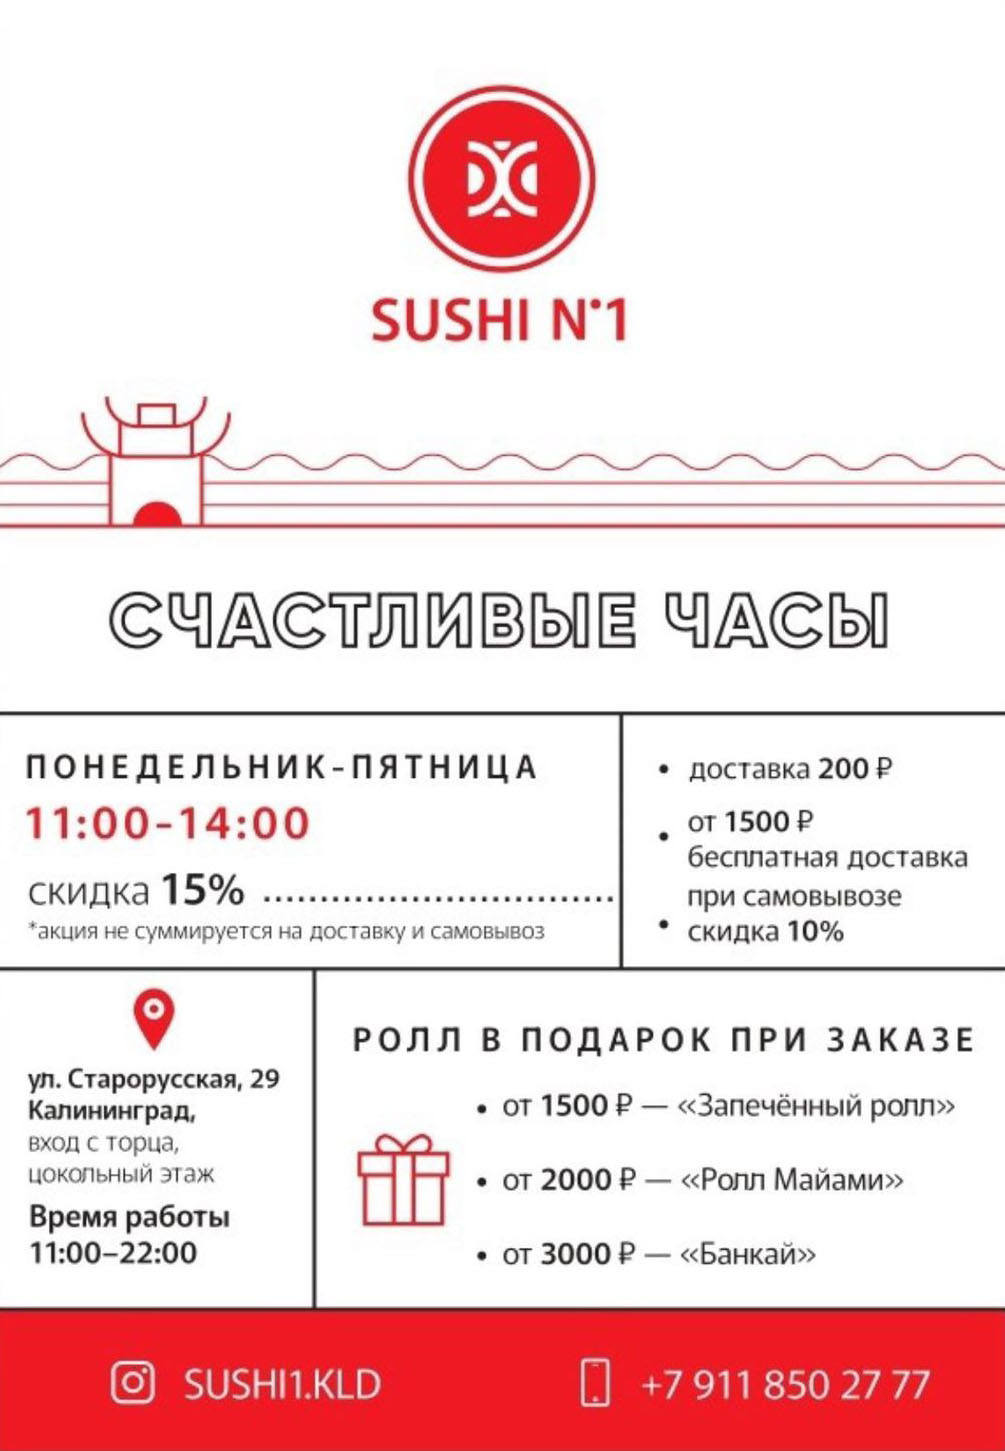 SUSHI N°1
СЧАСТЛИВЫЕ ЧАСЫ
ПОНЕДЕЛЬНИК-ПЯТНИЦА
11:00-14:00
скидка 15% ..............................
*акция не суммируется на доставку и самовывоз
• доставка 200 ₽
• от 1500 ₽
бесплатная доставка
при самовывозе
• скидка 10%
ул. Старорусская, 29
Калининград,
вход с торца,
цокольный этаж
Время работы
11:00–22:00
РОЛЛ В ПОДАРОК ПРИ ЗАКАЗЕ
• от 1500 ₽ — «Запечённый ролл»
• от 2000 ₽ — «Ролл Майами»
• от 3000 ₽ — «Банкай»
SUSHI1.KLD
+7 911 850 27 77